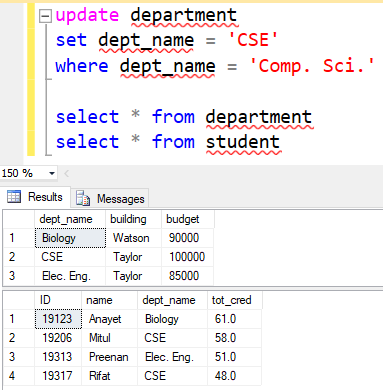 update department
set dept_name = 'CSE'
where dept_name = 'Comp. Sci.'
select * from department
select * from student
150 %
Results Messages
dept_name building budget
1 Biology Watson 90000
2 CSE Taylor 100000
3 Elec. Eng. Taylor 85000
ID name dept_name tot_cred
1 19123 Anayet Biology 61.0
2 19206 Mitul CSE 58.0
3 19313 Preenan Elec. Eng. 51.0
4 19317 Rifat CSE 48.0